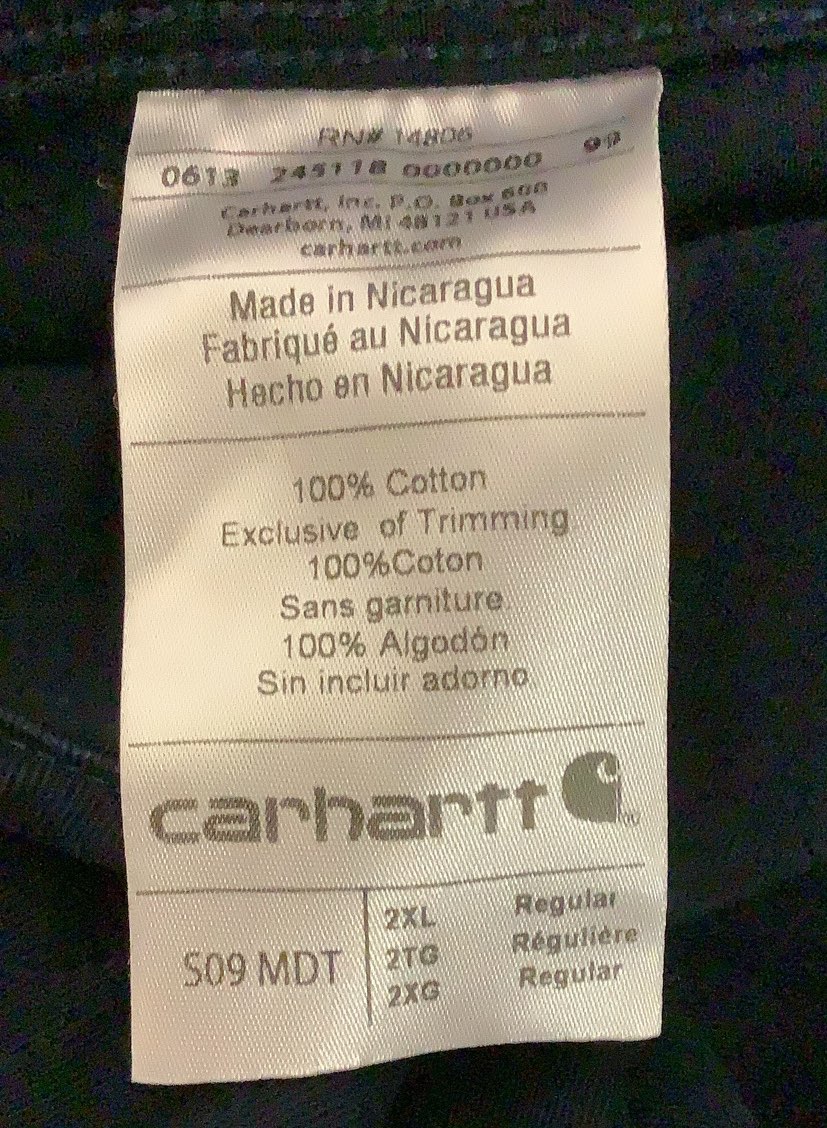 RN# 14806
0613 245118 0000000
Carhartt, Inc. P.O. Box 600
Dearborn, MI 48121 USA
carhartt.com
Made in Nicaragua
Fabriqué au Nicaragua
Hecho en Nicaragua
100% Cotton
Exclusive of Trimming
100%Coton
Sans garniture
100% Algodón
Sin incluir adorno
carhartt
S09 MDT
2XL Regular
2TG Régulière
2XG Regular